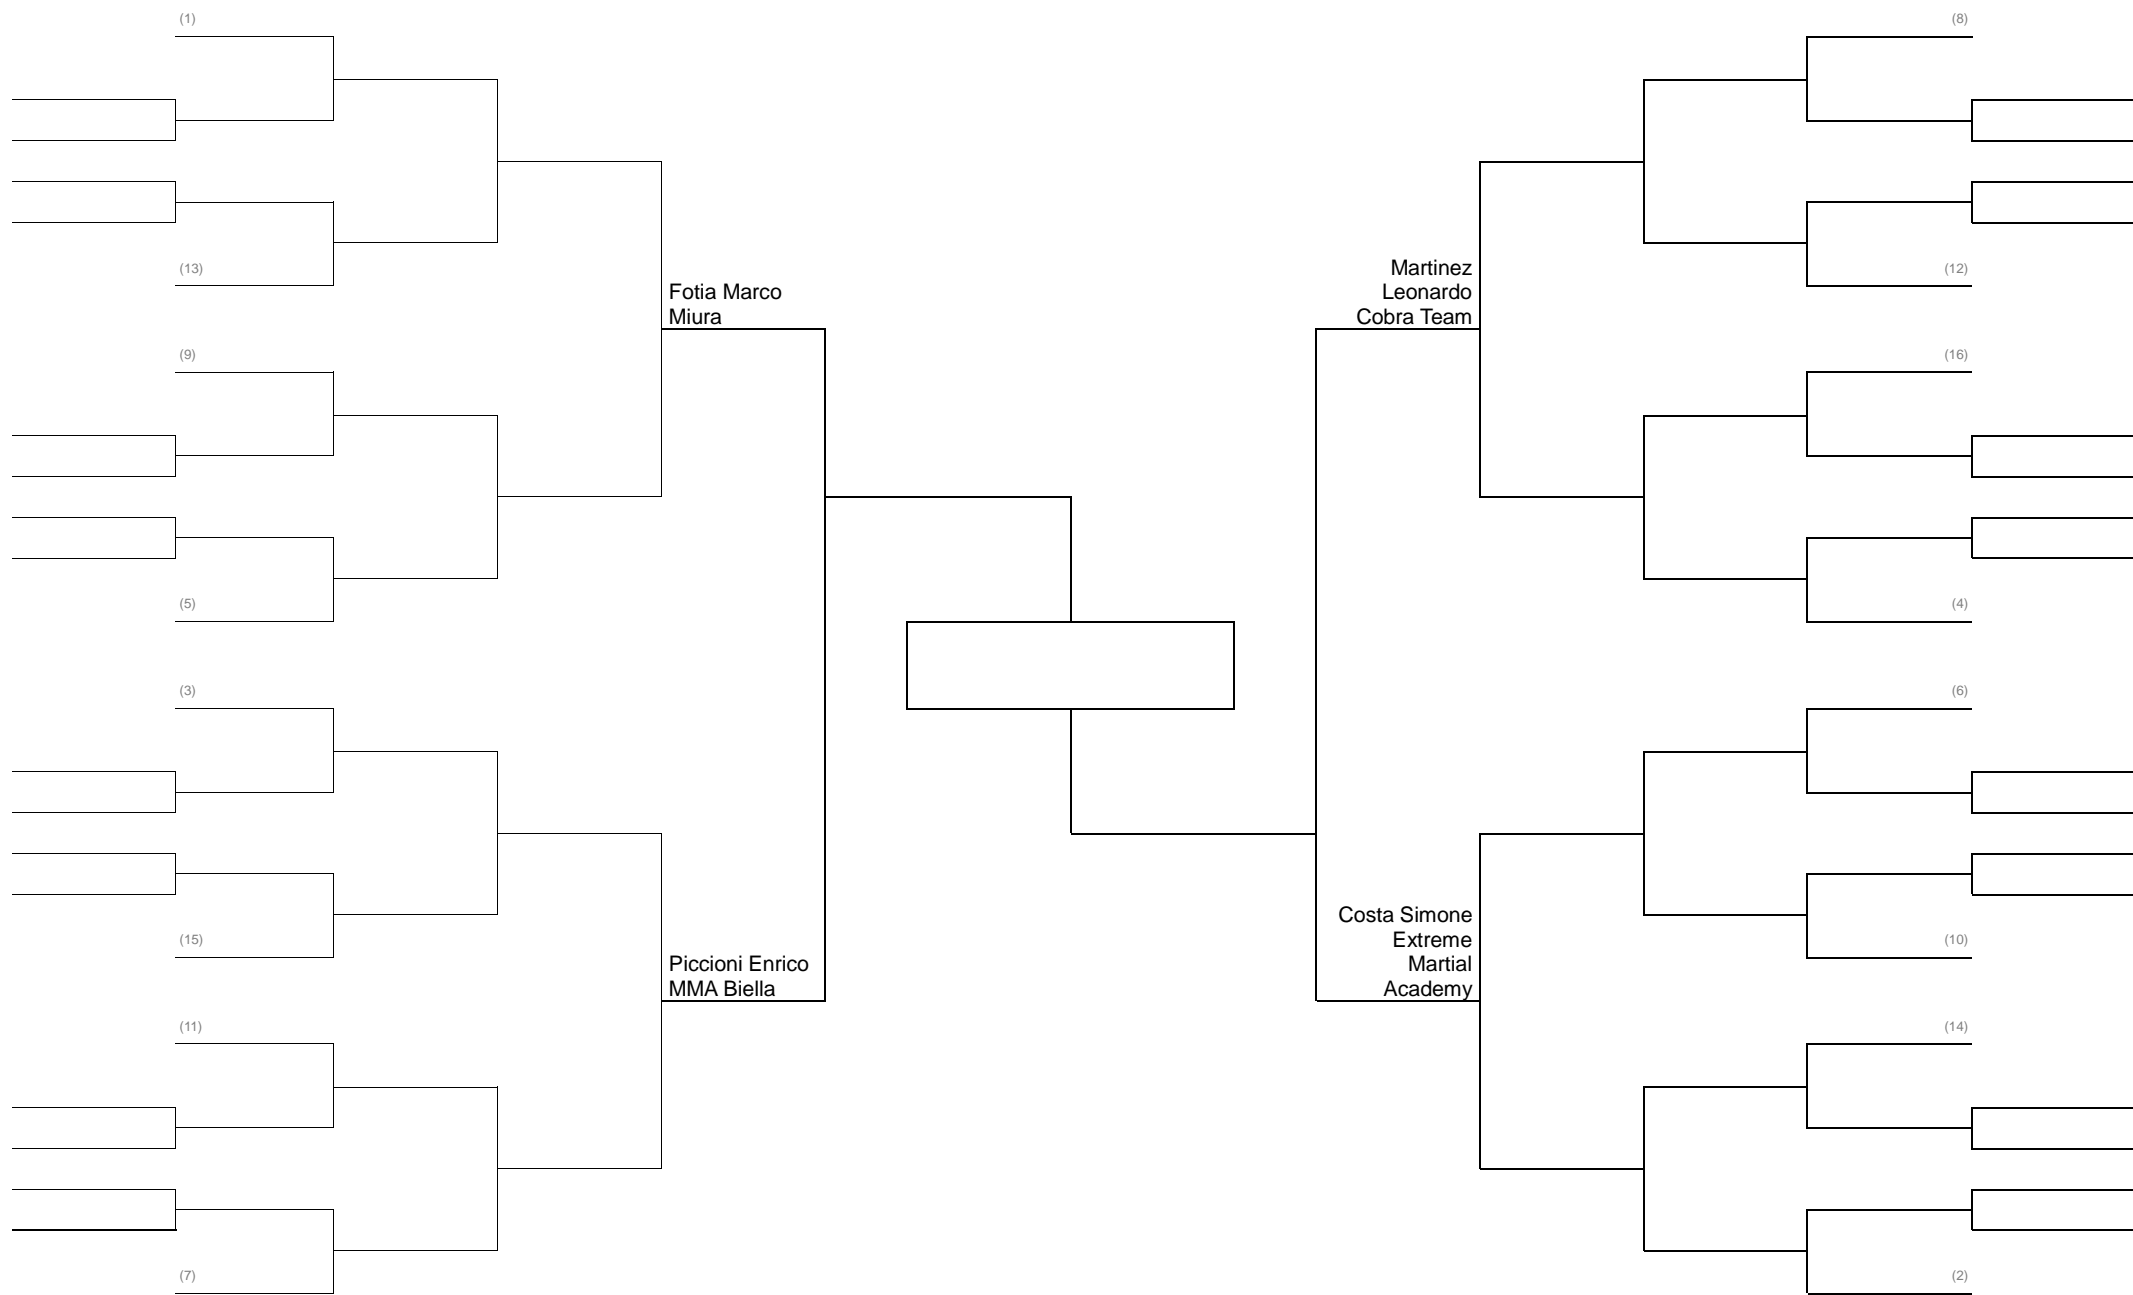 (1)
(13)
(9)
(5)
(3)
(15)
(11)
(7)
Fotia Marco
Miura
Piccioni Enrico
MMA Biella
Martinez
Leonardo
Cobra Team
Costa Simone
Extreme
Martial
Academy
(8)
(12)
(16)
(4)
(6)
(10)
(14)
(2)